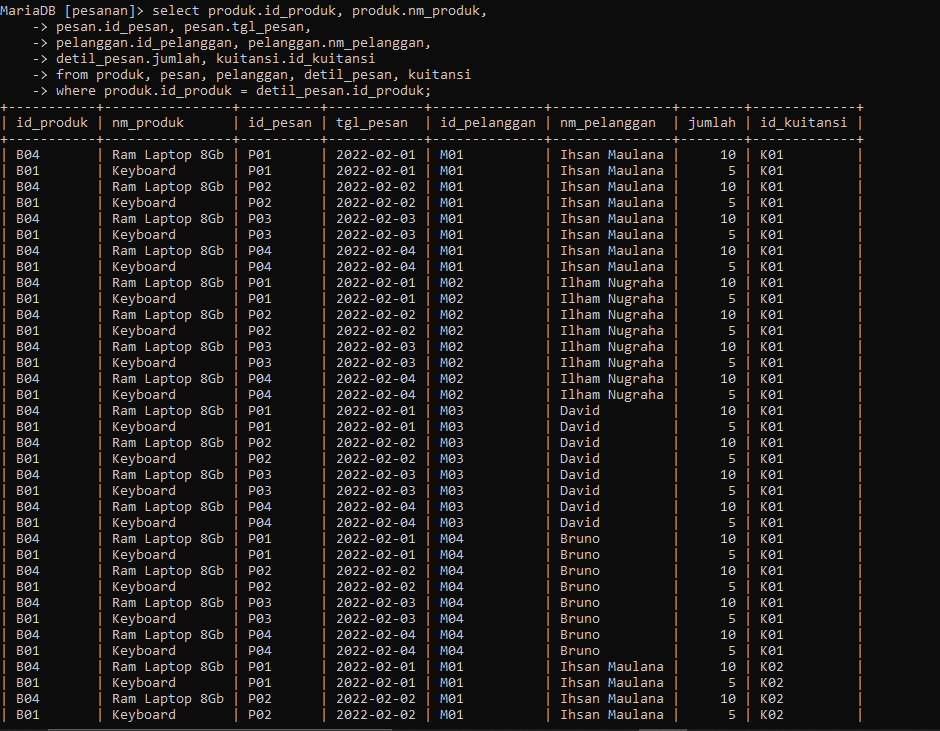 MariaDB [pesanan]> select produk.id_produk, produk.nm_produk,
    -> pesan.id_pesan, pesan.tgl_pesan,
    -> pelanggan.id_pelanggan, pelanggan.nm_pelanggan,
    -> detil_pesan.jumlah, kuitansi.id_kuitansi
    -> from produk, pesan, pelanggan, detil_pesan, kuitansi
    -> where produk.id_produk = detil_pesan.id_produk;
+-----------+---------------+----------+------------+--------------+---------------+--------+-------------+
| id_produk | nm_produk     | id_pesan | tgl_pesan  | id_pelanggan | nm_pelanggan  | jumlah | id_kuitansi |
+-----------+---------------+----------+------------+--------------+---------------+--------+-------------+
| B04       | Ram Laptop 8Gb | P01      | 2022-02-01 | M01          | Ihsan Maulana |     10 | K01         |
| B01       | Keyboard      | P01      | 2022-02-01 | M01          | Ihsan Maulana |      5 | K01         |
| B04       | Ram Laptop 8Gb | P02      | 2022-02-02 | M01          | Ihsan Maulana |     10 | K01         |
| B01       | Keyboard      | P02      | 2022-02-02 | M01          | Ihsan Maulana |      5 | K01         |
| B04       | Ram Laptop 8Gb | P03      | 2022-02-03 | M01          | Ihsan Maulana |     10 | K01         |
| B01       | Keyboard      | P03      | 2022-02-03 | M01          | Ihsan Maulana |      5 | K01         |
| B04       | Ram Laptop 8Gb | P04      | 2022-02-04 | M01          | Ihsan Maulana |     10 | K01         |
| B01       | Keyboard      | P04      | 2022-02-04 | M01          | Ihsan Maulana |      5 | K01         |
| B04       | Ram Laptop 8Gb | P01      | 2022-02-01 | M02          | Ilham Nugraha |     10 | K01         |
| B01       | Keyboard      | P01      | 2022-02-01 | M02          | Ilham Nugraha |      5 | K01         |
| B04       | Ram Laptop 8Gb | P02      | 2022-02-02 | M02          | Ilham Nugraha |     10 | K01         |
| B01       | Keyboard      | P02      | 2022-02-02 | M02          | Ilham Nugraha |      5 | K01         |
| B04       | Ram Laptop 8Gb | P03      | 2022-02-03 | M02          | Ilham Nugraha |     10 | K01         |
| B01       | Keyboard      | P03      | 2022-02-03 | M02          | Ilham Nugraha |      5 | K01         |
| B04       | Ram Laptop 8Gb | P04      | 2022-02-04 | M02          | Ilham Nugraha |     10 | K01         |
| B01       | Keyboard      | P04      | 2022-02-04 | M02          | Ilham Nugraha |      5 | K01         |
| B04       | Ram Laptop 8Gb | P01      | 2022-02-01 | M03          | David         |     10 | K01         |
| B01       | Keyboard      | P01      | 2022-02-01 | M03          | David         |      5 | K01         |
| B04       | Ram Laptop 8Gb | P02      | 2022-02-02 | M03          | David         |     10 | K01         |
| B01       | Keyboard      | P02      | 2022-02-02 | M03          | David         |      5 | K01         |
| B04       | Ram Laptop 8Gb | P03      | 2022-02-03 | M03          | David         |     10 | K01         |
| B01       | Keyboard      | P03      | 2022-02-03 | M03          | David         |      5 | K01         |
| B04       | Ram Laptop 8Gb | P04      | 2022-02-04 | M03          | David         |     10 | K01         |
| B01       | Keyboard      | P04      | 2022-02-04 | M03          | David         |      5 | K01         |
| B04       | Ram Laptop 8Gb | P01      | 2022-02-01 | M04          | Bruno         |     10 | K01         |
| B01       | Keyboard      | P01      | 2022-02-01 | M04          | Bruno         |      5 | K01         |
| B04       | Ram Laptop 8Gb | P02      | 2022-02-02 | M04          | Bruno         |     10 | K01         |
| B01       | Keyboard      | P02      | 2022-02-02 | M04          | Bruno         |      5 | K01         |
| B04       | Ram Laptop 8Gb | P03      | 2022-02-03 | M04          | Bruno         |     10 | K01         |
| B01       | Keyboard      | P03      | 2022-02-03 | M04          | Bruno         |      5 | K01         |
| B04       | Ram Laptop 8Gb | P04      | 2022-02-04 | M04          | Bruno         |     10 | K01         |
| B01       | Keyboard      | P04      | 2022-02-04 | M04          | Bruno         |      5 | K01         |
| B04       | Ram Laptop 8Gb | P01      | 2022-02-01 | M01          | Ihsan Maulana |     10 | K02         |
| B01       | Keyboard      | P01      | 2022-02-01 | M01          | Ihsan Maulana |      5 | K02         |
| B04       | Ram Laptop 8Gb | P02      | 2022-02-02 | M01          | Ihsan Maulana |     10 | K02         |
| B01       | Keyboard      | P02      | 2022-02-02 | M01          | Ihsan Maulana |      5 | K02         |